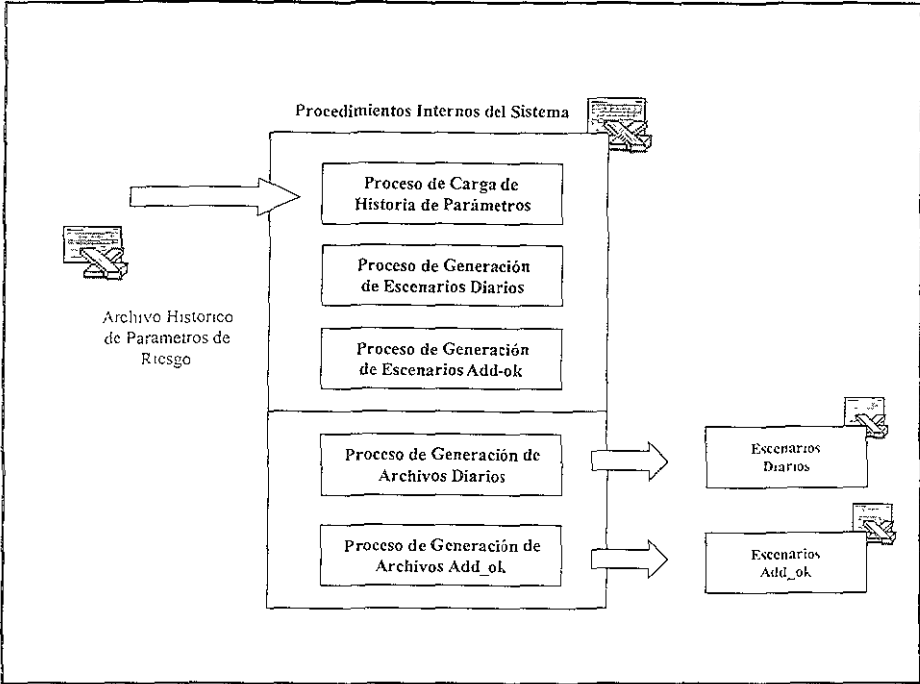 Procedimientos Internos del Sistema
Proceso de Carga de
Historia de Parámetros
Archivo Historico
de Parametros de
Riesgo
Proceso de Generación
de Escenarios Diarios
Proceso de Generación
de Escenarios Add-ok
Proceso de Generación de
Archivos Diarios
Escenarios
Diarios
Proceso de Generación de
Archivos Add_ok
Escenarios
Add_ok